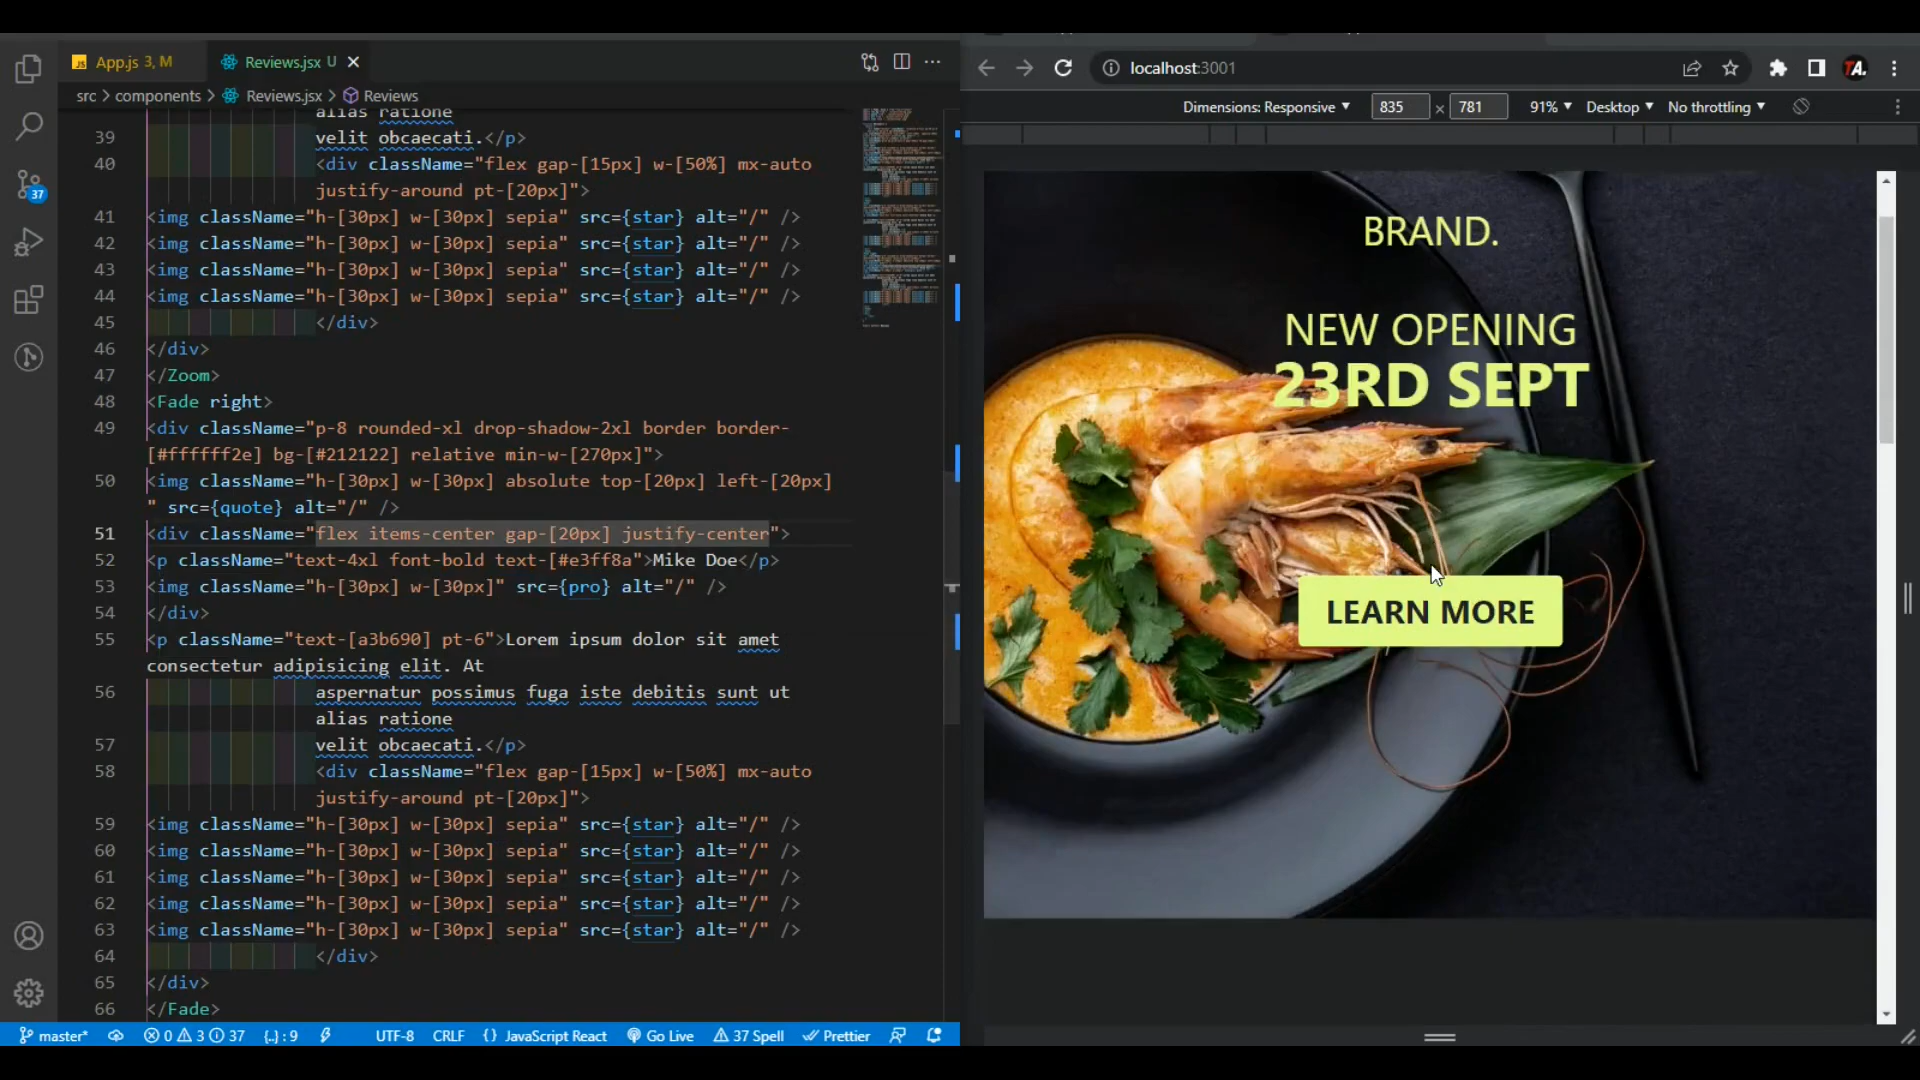 App.js 3, M
Reviews.jsx U
src > components > Reviews.jsx > Reviews
alias ratione
39 velit obcaecati.</p>
40 <div className="flex gap-[15px] w-[50%] mx-auto
justify-around pt-[20px]">
41 <img className="h-[30px] w-[30px] sepia" src={star} alt="/" />
42 <img className="h-[30px] w-[30px] sepia" src={star} alt="/" />
43 <img className="h-[30px] w-[30px] sepia" src={star} alt="/" />
44 <img className="h-[30px] w-[30px] sepia" src={star} alt="/" />
45 </div>
46 </div>
47 </Zoom>
48 <Fade right>
49 <div className="p-8 rounded-xl drop-shadow-2xl border border-
[#ffffff2e] bg-[#212122] relative min-w-[270px]">
50 <img className="h-[30px] w-[30px] absolute top-[20px] left-[20px]
" src={quote} alt="/" />
51 <div className="flex items-center gap-[20px] justify-center">
52 <p className="text-4xl font-bold text-[#e3ff8a">Mike Doe</p>
53 <img className="h-[30px] w-[30px]" src={pro} alt="/" />
54 </div>
55 <p className="text-[a3b690] pt-6">Lorem ipsum dolor sit amet
consectetur adipisicing elit. At
56 aspernatur possimus fuga iste debitis sunt ut
alias ratione
57 velit obcaecati.</p>
58 <div className="flex gap-[15px] w-[50%] mx-auto
justify-around pt-[20px]">
59 <img className="h-[30px] w-[30px] sepia" src={star} alt="/" />
60 <img className="h-[30px] w-[30px] sepia" src={star} alt="/" />
61 <img className="h-[30px] w-[30px] sepia" src={star} alt="/" />
62 <img className="h-[30px] w-[30px] sepia" src={star} alt="/" />
63 <img className="h-[30px] w-[30px] sepia" src={star} alt="/" />
64 </div>
65 </div>
66 </Fade>
37
master* 0 3 37 {..} : 9 UTF-8 CRLF {} JavaScript React Go Live 37 Spell Prettier
localhost:3001
TA.
Dimensions: Responsive 835 × 781 91% Desktop No throttling
BRAND.
NEW OPENING
23RD SEPT
LEARN MORE